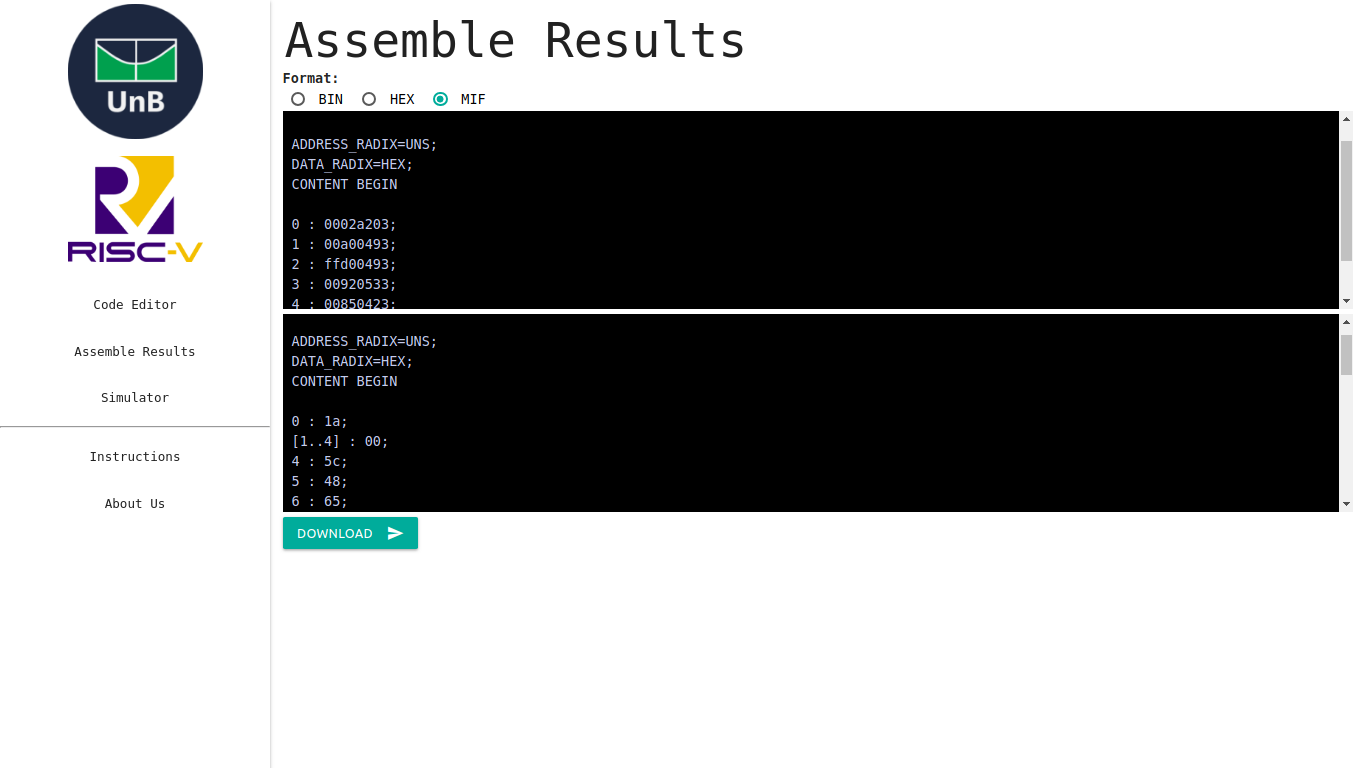 UnB
RISC-V
Code Editor
Assemble Results
Simulator
Instructions
About Us
Assemble Results
Format:
BIN HEX MIF
ADDRESS_RADIX=UNS;
DATA_RADIX=HEX;
CONTENT BEGIN
0 : 0002a203;
1 : 00a00493;
2 : ffd00493;
3 : 00920533;
4 : 00850423;
ADDRESS_RADIX=UNS;
DATA_RADIX=HEX;
CONTENT BEGIN
0 : 1a;
[1..4] : 00;
4 : 5c;
5 : 48;
6 : 65;
DOWNLOAD